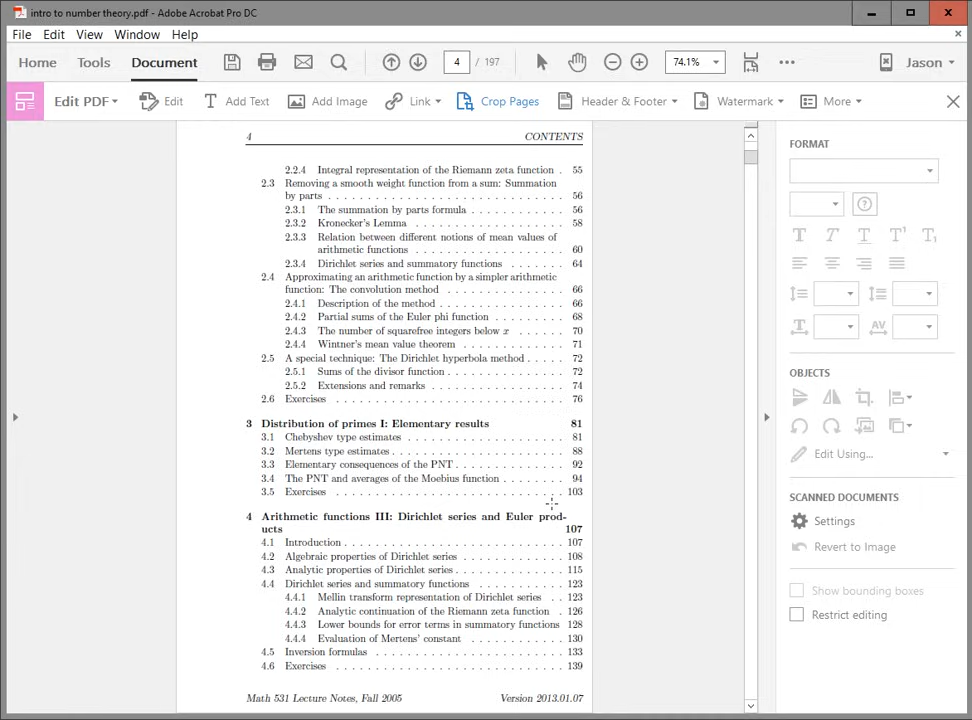 intro to number theory.pdf - Adobe Acrobat Pro DC
File Edit View Window Help
Home Tools Document 4 / 197 74.1% Jason
Edit PDF Edit Add Text Add Image Link Crop Pages Header & Footer Watermark More
4 CONTENTS
2.2.4 Integral representation of the Riemann zeta function . 55
2.3 Removing a smooth weight function from a sum: Summation
by parts . . . . . . . . . . . . . . . . . . . . . . . . . . . . 56
2.3.1 The summation by parts formula . . . . . . . . . . . 56
2.3.2 Kronecker's Lemma . . . . . . . . . . . . . . . . . . 58
2.3.3 Relation between different notions of mean values of
arithmetic functions . . . . . . . . . . . . . . . . . . 60
2.3.4 Dirichlet series and summatory functions . . . . . . 64
2.4 Approximating an arithmetic function by a simpler arithmetic
function: The convolution method . . . . . . . . . . . . . 66
2.4.1 Description of the method . . . . . . . . . . . . . . . 66
2.4.2 Partial sums of the Euler phi function . . . . . . . . 68
2.4.3 The number of squarefree integers below x . . . . . 70
2.4.4 Wintner's mean value theorem . . . . . . . . . . . . 71
2.5 A special technique: The Dirichlet hyperbola method . . . . . 72
2.5.1 Sums of the divisor function . . . . . . . . . . . . . . 72
2.5.2 Extensions and remarks . . . . . . . . . . . . . . . . 74
2.6 Exercises . . . . . . . . . . . . . . . . . . . . . . . . . . . 76
3 Distribution of primes I: Elementary results 81
3.1 Chebyshev type estimates . . . . . . . . . . . . . . . . . . 81
3.2 Mertens type estimates . . . . . . . . . . . . . . . . . . . . 88
3.3 Elementary consequences of the PNT . . . . . . . . . . . . . 92
3.4 The PNT and averages of the Moebius function . . . . . . . . 94
3.5 Exercises . . . . . . . . . . . . . . . . . . . . . . . . . . . 103
4 Arithmetic functions III: Dirichlet series and Euler prod-
ucts 107
4.1 Introduction . . . . . . . . . . . . . . . . . . . . . . . . . . 107
4.2 Algebraic properties of Dirichlet series . . . . . . . . . . . . 108
4.3 Analytic properties of Dirichlet series . . . . . . . . . . . . . 115
4.4 Dirichlet series and summatory functions . . . . . . . . . . . 123
4.4.1 Mellin transform representation of Dirichlet series . . 123
4.4.2 Analytic continuation of the Riemann zeta function . 126
4.4.3 Lower bounds for error terms in summatory functions 128
4.4.4 Evaluation of Mertens' constant . . . . . . . . . . . 130
4.5 Inversion formulas . . . . . . . . . . . . . . . . . . . . . . . 133
4.6 Exercises . . . . . . . . . . . . . . . . . . . . . . . . . . . 139
Math 531 Lecture Notes, Fall 2005 Version 2013.01.07
FORMAT
T T T T¹ T₁
T AV
OBJECTS
Edit Using...
SCANNED DOCUMENTS
Settings
Revert to Image
Show bounding boxes
Restrict editing